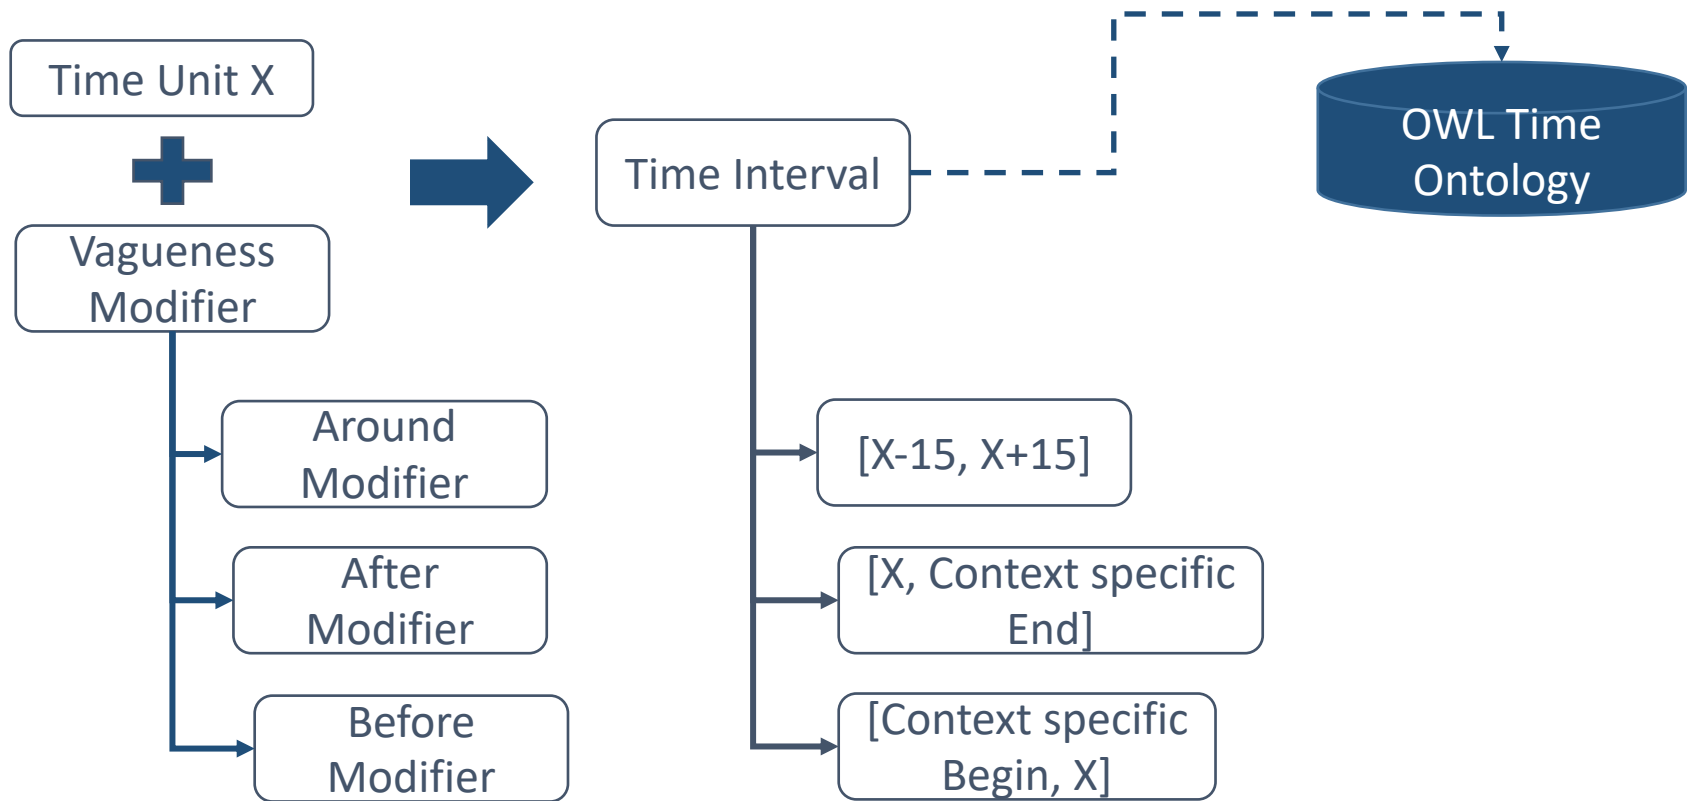 Time Unit X
Vagueness
Modifier
Around
Modifier
After
Modifier
Before
Modifier
Time Interval
[X-15, X+15]
[X, Context specific
End]
[Context specific
Begin, X]
OWL Time
Ontology